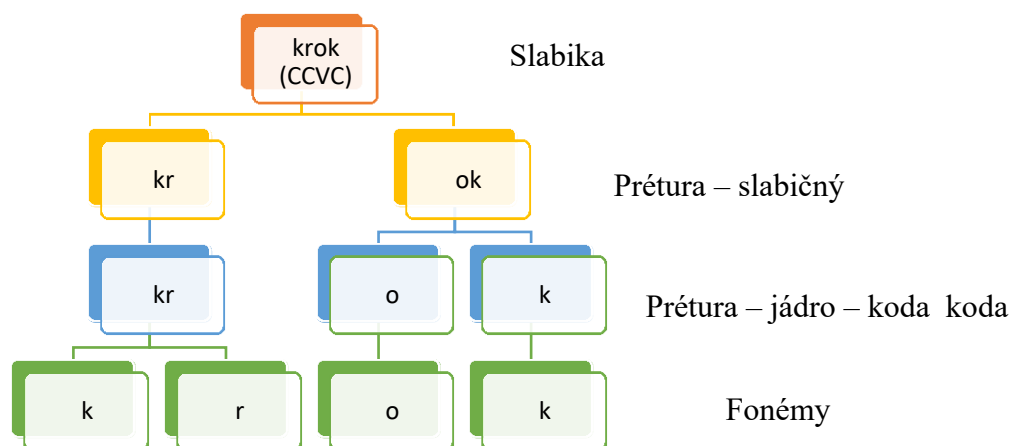 krok
(CCVC)
Slabika
kr
ok
Prétura – slabičný
kr
o
k
Prétura – jádro – koda  koda
k
r
o
k
Fonémy